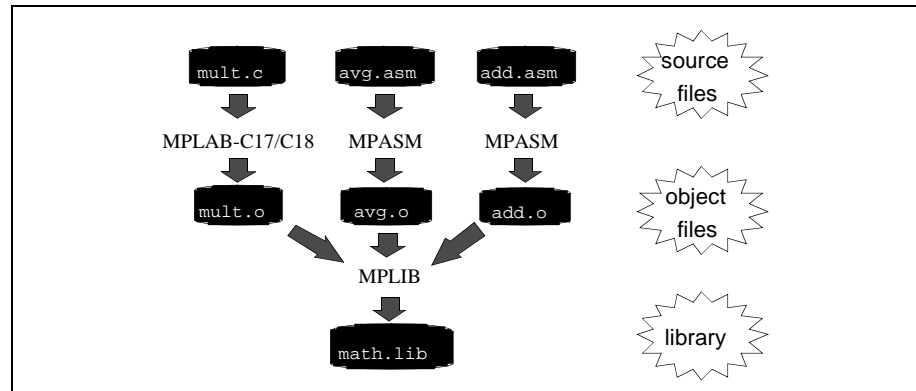 mult.c avg.asm add.asm
source
files
MPLAB-C17/C18 MPASM MPASM
mult.o avg.o add.o
object
files
MPLIB
math.lib
library